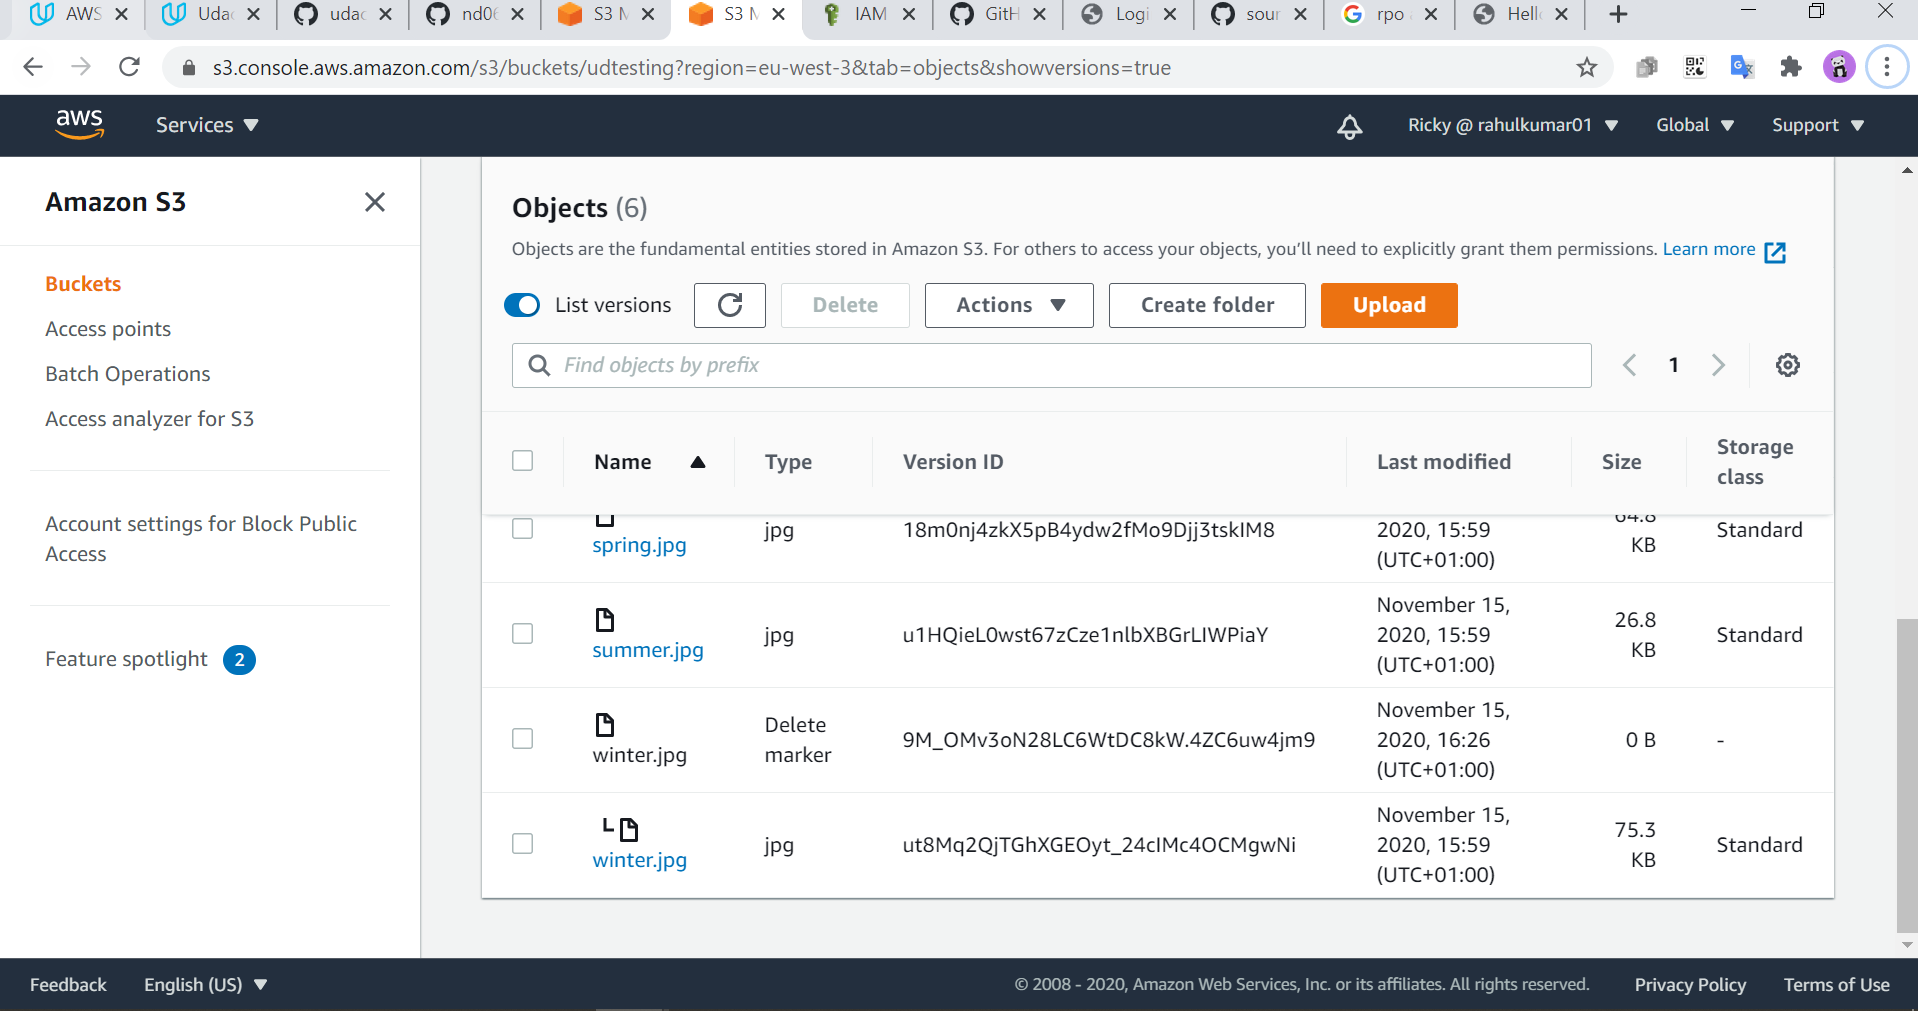 AWS
Udac
udac
nd06
S3 M
S3 M
IAM
GitH
Logi
sour
rpo
Hell
s3.console.aws.amazon.com/s3/buckets/udtesting?region=eu-west-3&tab=objects&showversions=true
aws
Services
Ricky @ rahulkumar01
Global
Support
Amazon S3
Buckets
Access points
Batch Operations
Access analyzer for S3
Account settings for Block Public
Access
Feature spotlight 2
Objects (6)
Objects are the fundamental entities stored in Amazon S3. For others to access your objects, you’ll need to explicitly grant them permissions. Learn more
List versions
Delete
Actions
Create folder
Upload
Find objects by prefix
1
Name
Type
Version ID
Last modified
Size
Storage
class
spring.jpg
jpg
18m0nj4zkX5pB4ydw2fMo9Djj3tskIM8
2020, 15:59
(UTC+01:00)
64.8
KB
Standard
summer.jpg
jpg
u1HQieL0wst67zCze1nlbXBGrLIWPiaY
November 15,
2020, 15:59
(UTC+01:00)
26.8
KB
Standard
winter.jpg
Delete
marker
9M_OMv3oN28LC6WtDC8kW.4ZC6uw4jm9
November 15,
2020, 16:26
(UTC+01:00)
0 B
-
winter.jpg
jpg
ut8Mq2QjTGhXGEOyt_24cIMc4OCMgwNi
November 15,
2020, 15:59
(UTC+01:00)
75.3
KB
Standard
Feedback
English (US)
© 2008 - 2020, Amazon Web Services, Inc. or its affiliates. All rights reserved.
Privacy Policy
Terms of Use